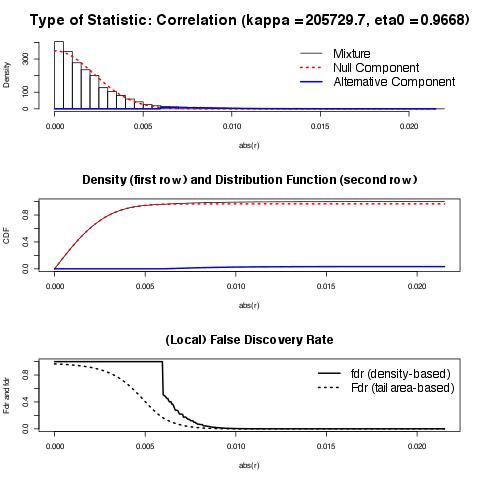 Type of Statistic: Correlation (kappa = 205729.7, eta0 = 0.9668)
Density
0 100 300
Mixture
Null Component
Alternative Component
0.000 0.005 0.010 0.015 0.020
abs(r)
Density (first row) and Distribution Function (second row)
CDF
0.0 0.4 0.8
0.000 0.005 0.010 0.015 0.020
abs(r)
(Local) False Discovery Rate
Fdr and fdr
0.0 0.4 0.8
fdr (density-based)
Fdr (tail area-based)
0.000 0.005 0.010 0.015 0.020
abs(r)